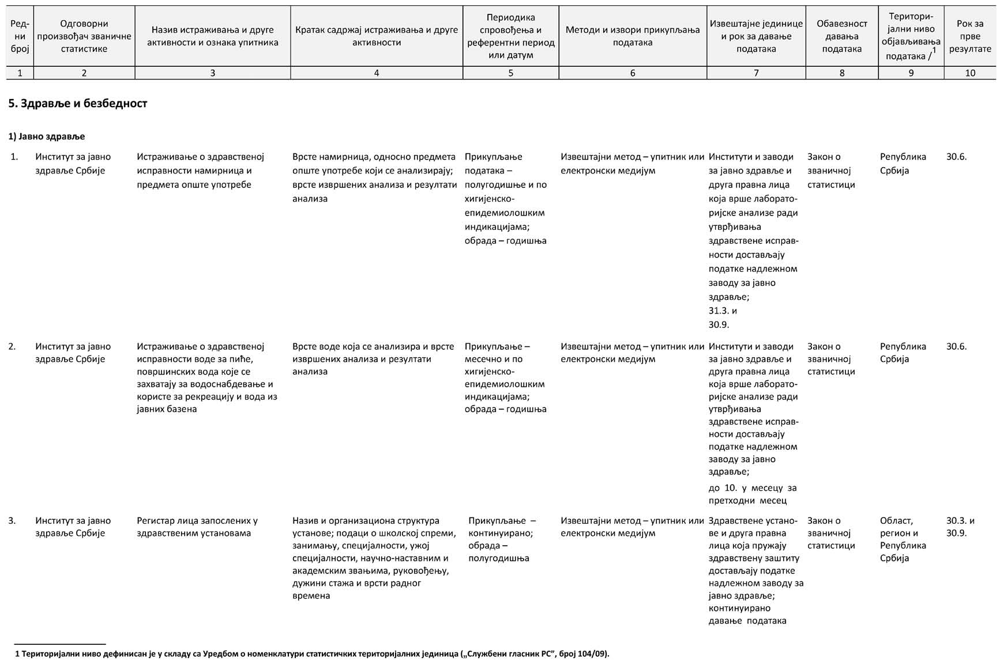 Ред-
ни
број
Одговорни
произвођач званичне
статистике
Назив истраживања и друге
активности и ознака упитника
Кратак садржај истраживања и друге
активности
Периодика
спровођења и
референтни период
или датум
Методи и извори прикупљања
података
Извештајне јединице
и рок за давање
података
Обавезност
давања
података
Територи-
јални ниво
објављивања
података /1
Рок за
прве
резултате
1 2 3 4 5 6 7 8 9 10
5. Здравље и безбедност
1) Јавно здравље
1.
Институт за јавно
здравље Србије
Истраживање о здравственој
исправности намирница и
предмета опште употребе
Врсте намирница, односно предмета
опште употребе који се анализирају;
врсте извршених анализа и резултати
анализа
Прикупљање
података –
полугодишње и по
хигијенско-
епидемиолошким
индикацијама;
обрада – годишња
Извештајни метод – упитник или
електронски медијум
Институти и заводи
за јавно здравље и
друга правна лица
која врше лаборато-
ријске анализе ради
утврђивања
здравствене исправ-
ности достављају
податке надлежном
заводу за јавно
здравље;
31.3. и
30.9.
Закон о
званичној
статистици
Република
Србија
30.6.
2.
Институт за јавно
здравље Србије
Истраживање о здравственој
исправности воде за пиће,
површинских вода које се
захватају за водоснабдевање и
користе за рекреацију и вода из
јавних базена
Врсте воде која се анализира и врсте
извршених анализа и резултати
анализа
Прикупљање –
месечно и по
хигијенско-
епидемиолошким
индикацијама;
обрада – годишња
Извештајни метод – упитник или
електронски медијум
Институти и заводи
за јавно здравље и
друга правна лица
која врше лаборато-
ријске анализе ради
утврђивања
здравствене исправ-
ности достављају
податке надлежном
заводу за јавно
здравље;
до 10. у месецу за
претходни месец
Закон о
званичној
статистици
Република
Србија
30.6.
3.
Институт за јавно
здравље Србије
Регистар лица запослених у
здравственим установама
Назив и организациона структура
установе; подаци о школској спреми,
занимању, специјалности, ужој
специјалности, научно-наставним и
академским звањима, руковођењу,
дужини стажа и врсти радног
времена
Прикупљање –
континуирано;
обрада –
полугодишња
Извештајни метод – упитник или
електронски медијум
Здравствене устано-
ве и друга правна
лица која пружају
здравствену заштиту
достављају податке
надлежном заводу за
јавно здравље;
континуирано
давање података
Закон о
званичној
статистици
Област,
регион и
Република
Србија
30.3. и
30.9.
1 Територијални ниво дефинисан је у складу са Уредбом о номенклатури статистичких територијалних јединица („Службени гласник РС”, број 104/09).